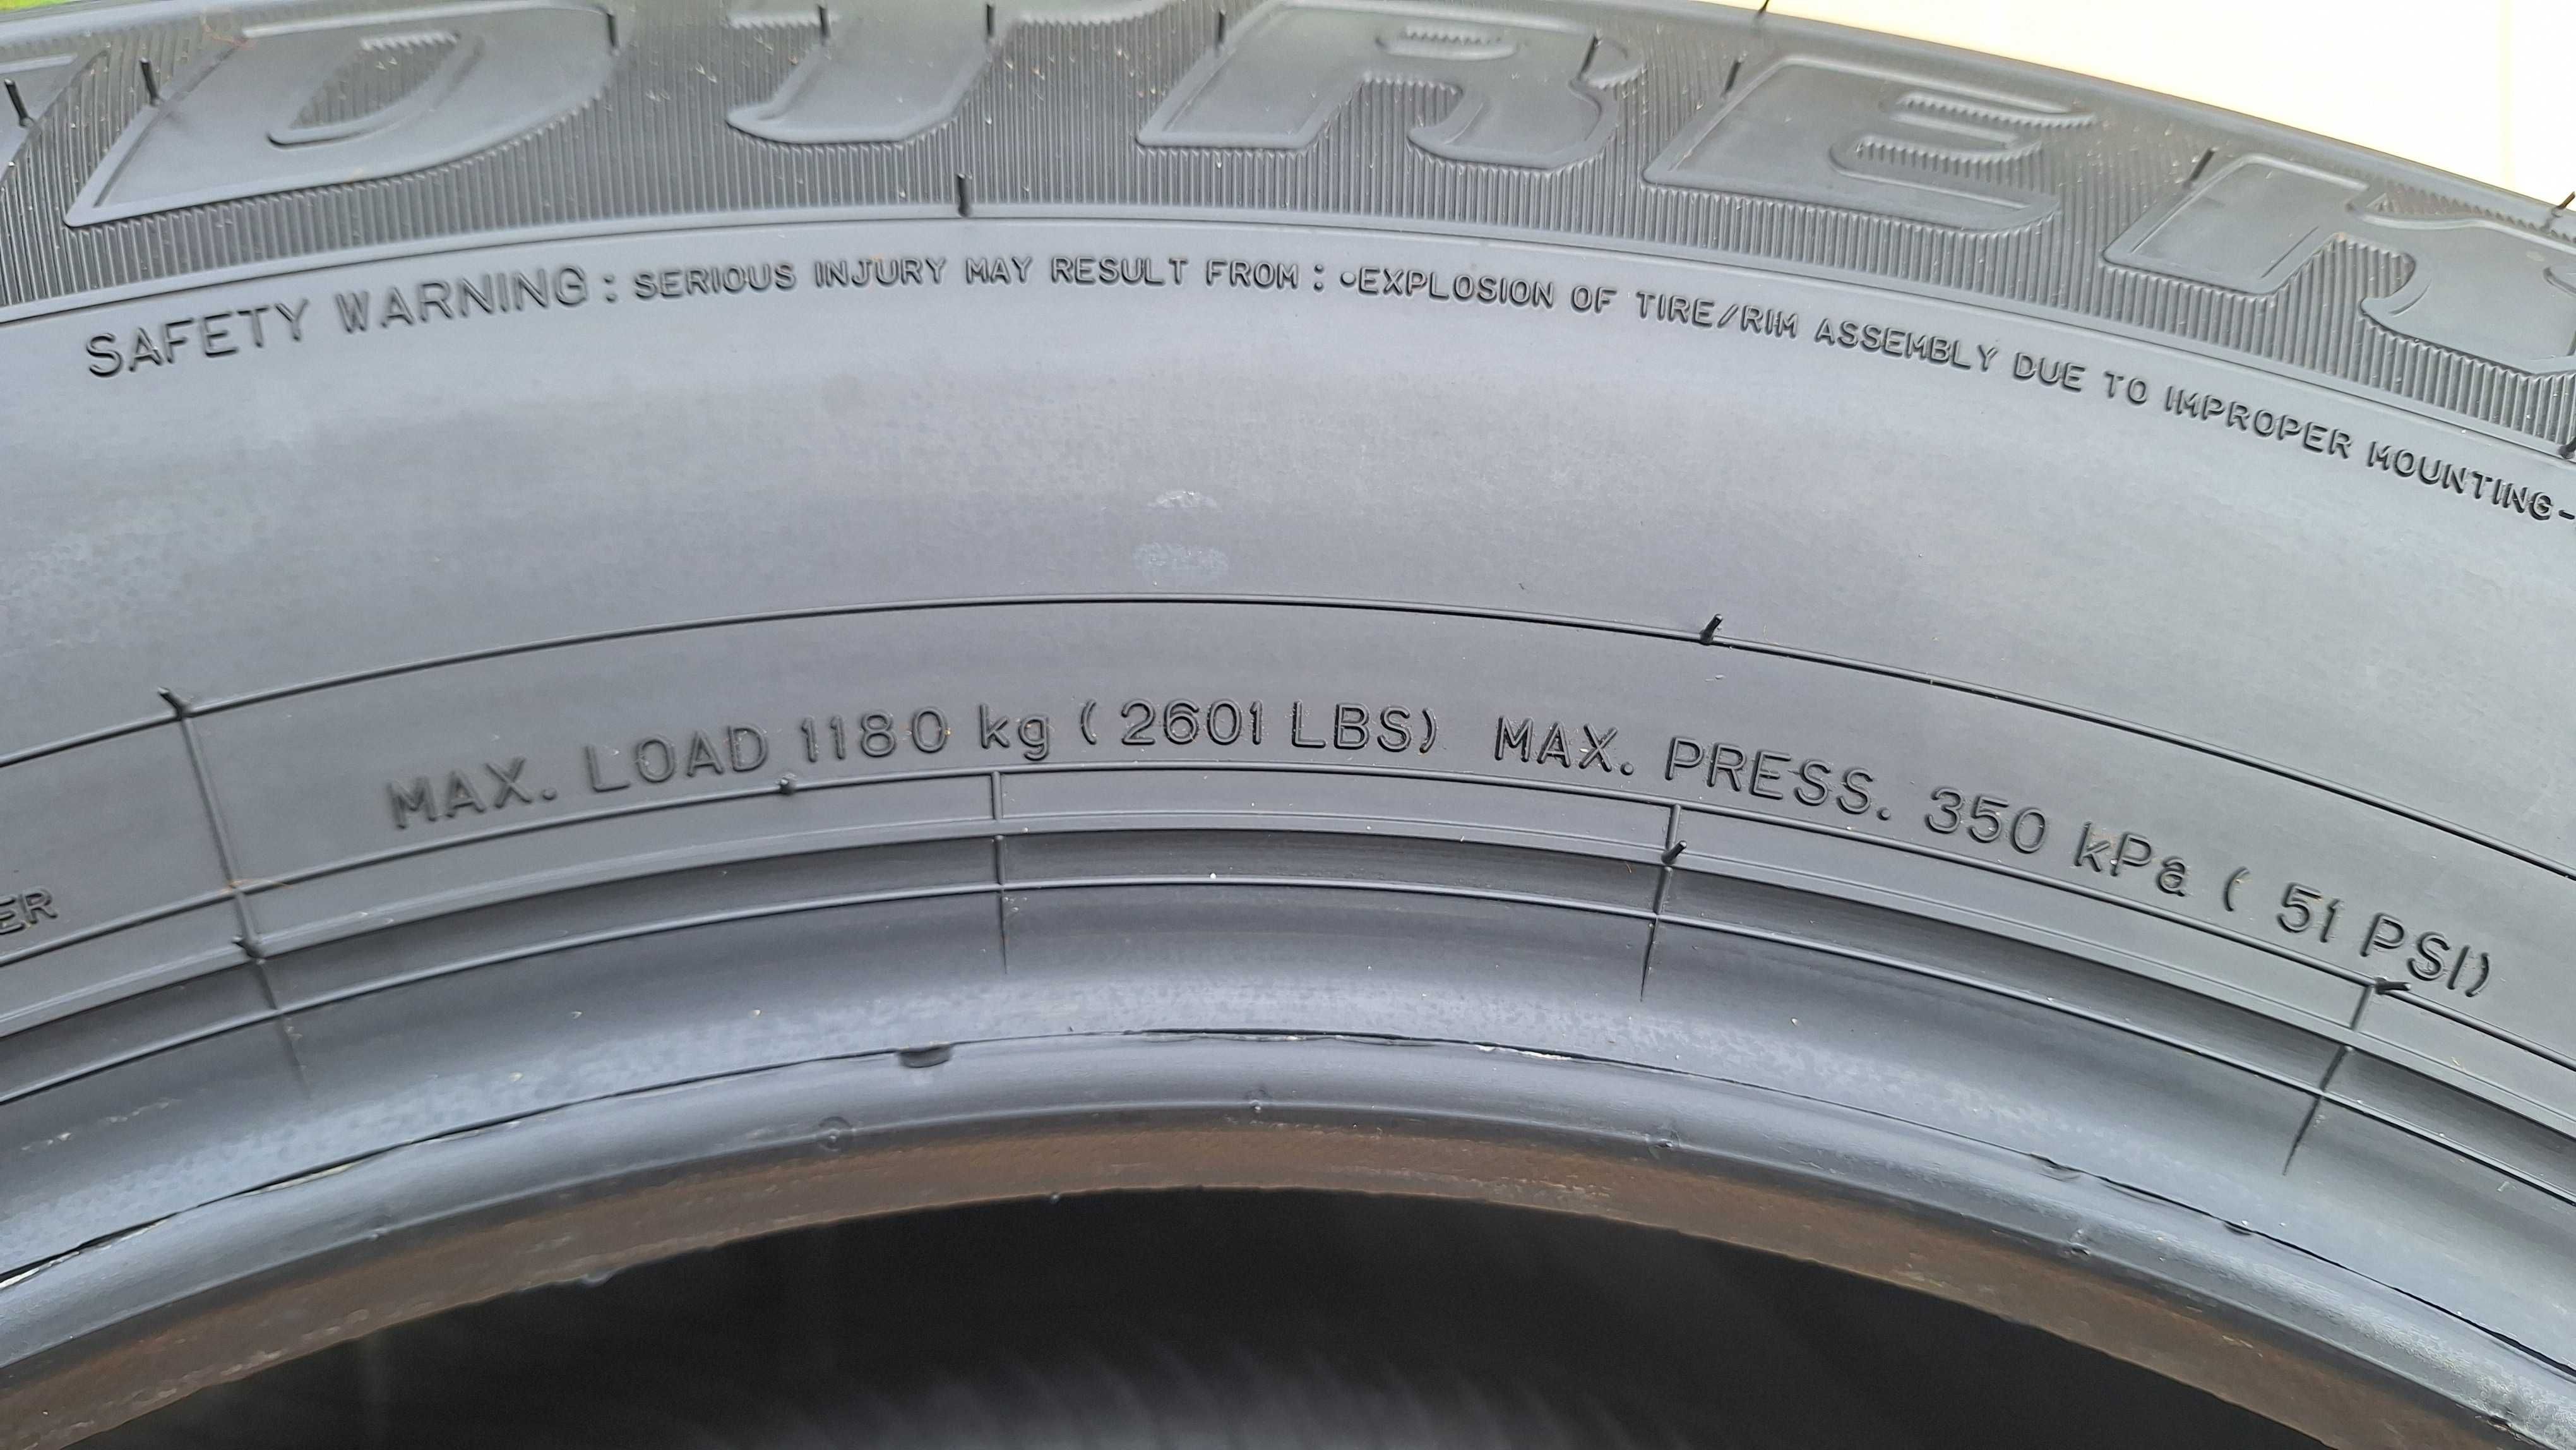 SAFETY WARNING: SERIOUS INJURY MAY RESULT FROM: •EXPLOSION OF TIRE/RIM ASSEMBLY DUE TO IMPROPER MOUNTING-
MAX. LOAD 1180 kg (2601 LBS) MAX. PRESS. 350 kPa (51 PSI)
ER